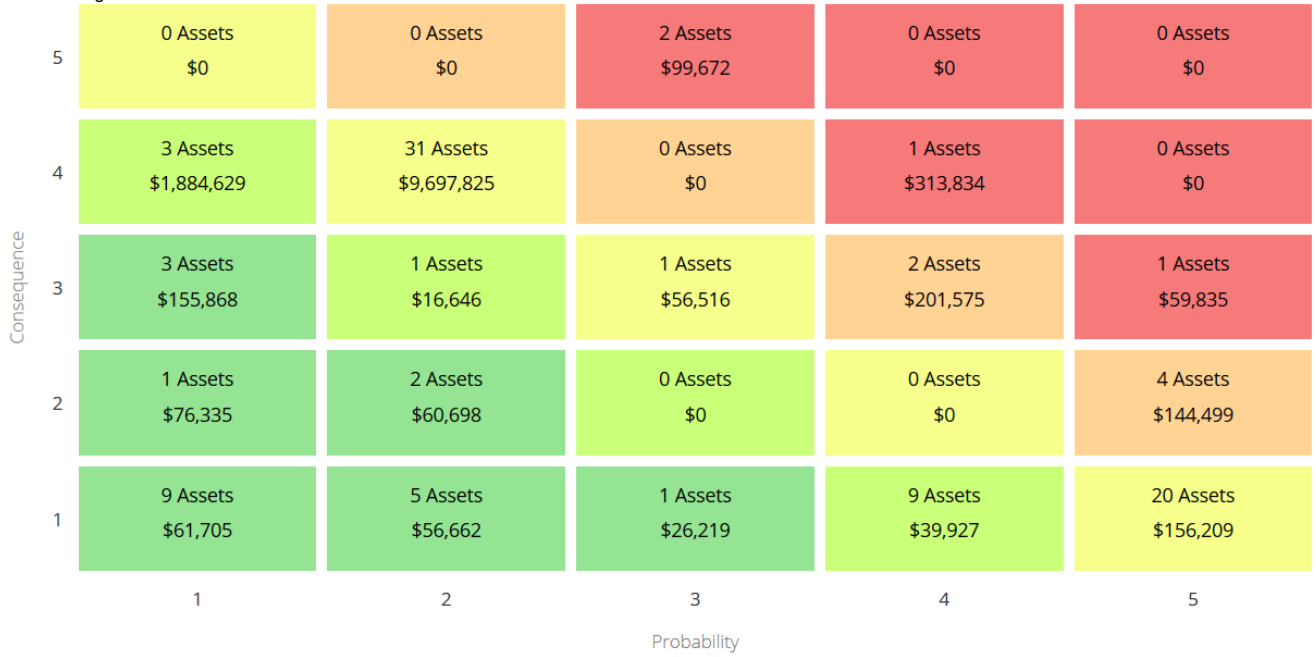 0 Assets 0 Assets 2 Assets 0 Assets 0 Assets
5
$0 $0 $99,672 $0 $0
3 Assets 31 Assets 0 Assets 1 Assets 0 Assets
4
$1,884,629 $9,697,825 $0 $313,834 $0
3 Assets 1 Assets 1 Assets 2 Assets 1 Assets
3
$155,868 $16,646 $56,516 $201,575 $59,835
Consequence
1 Assets 2 Assets 0 Assets 0 Assets 4 Assets
2
$76,335 $60,698 $0 $0 $144,499
9 Assets 5 Assets 1 Assets 9 Assets 20 Assets
1
$61,705 $56,662 $26,219 $39,927 $156,209
1 2 3 4 5
Probability